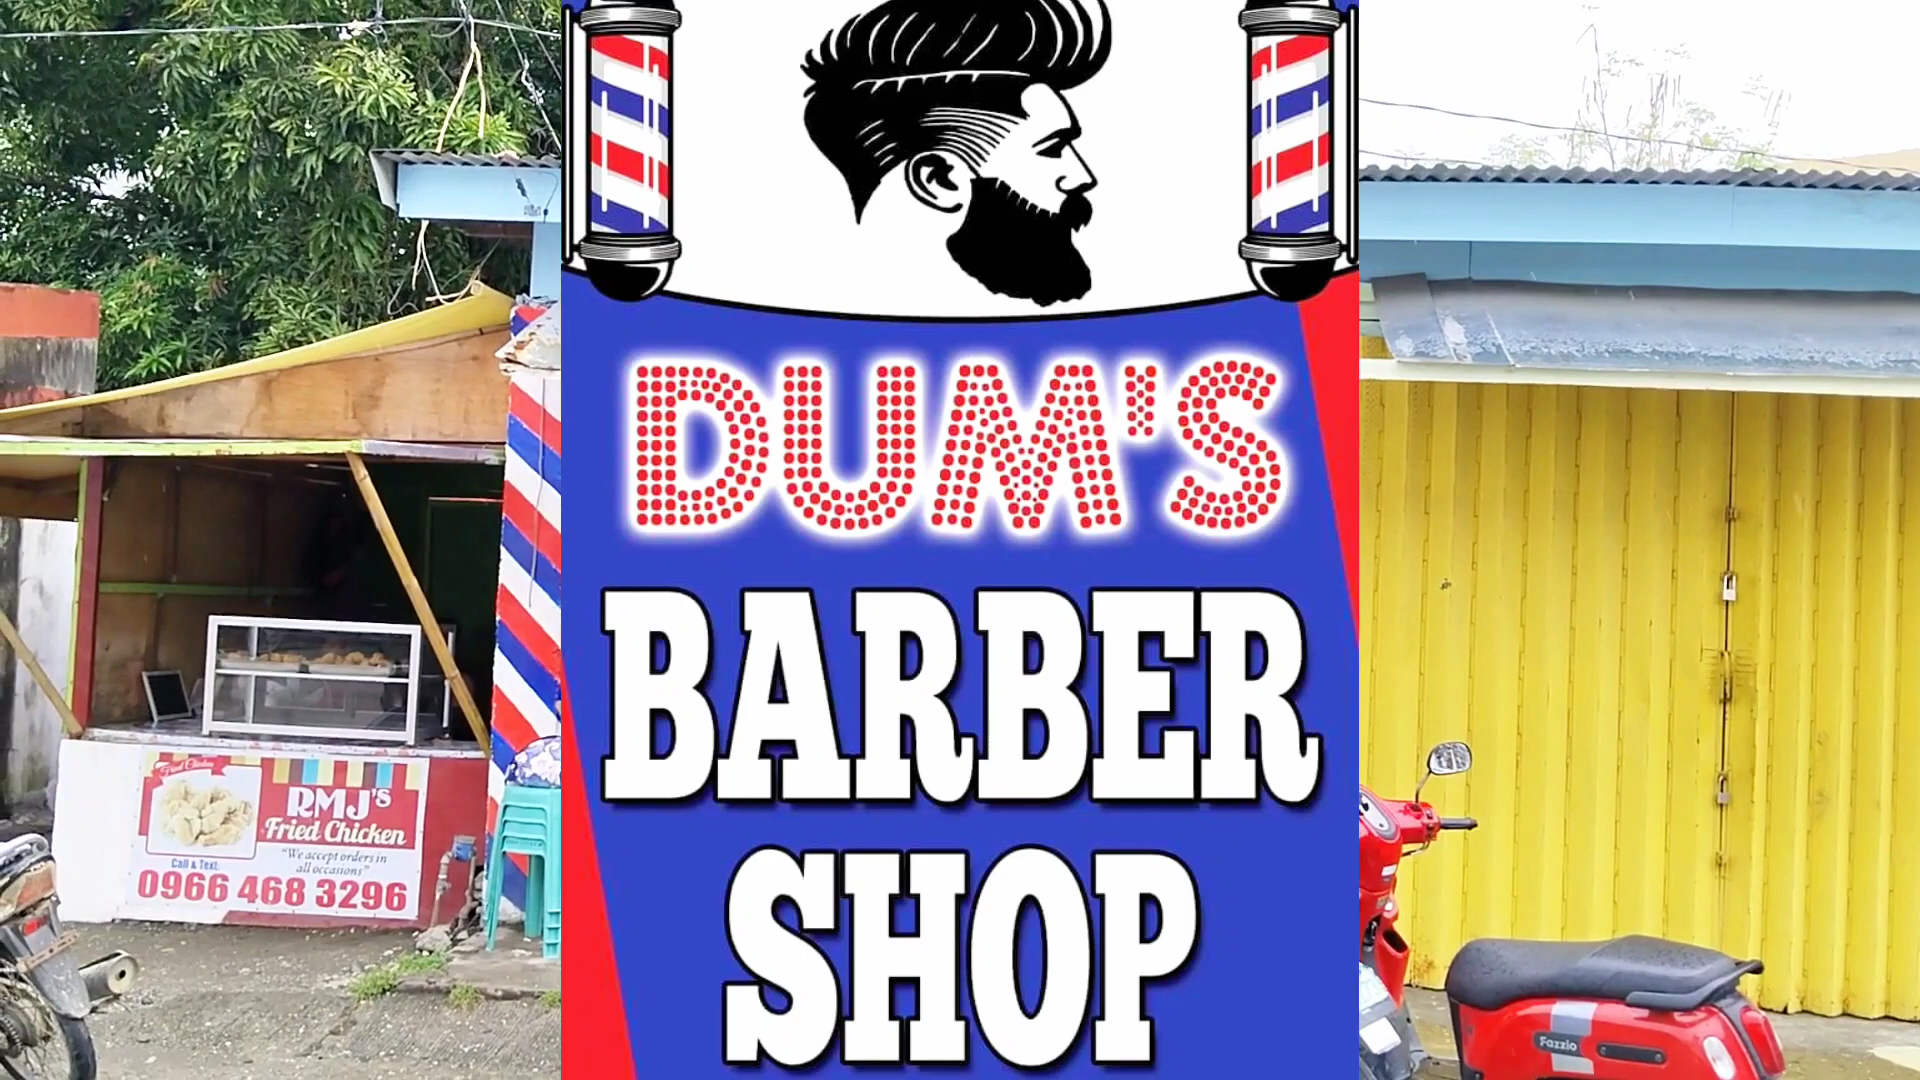 DUM'S
BARBER
SHOP
Fried Chicken
RMJ's
Fried Chicken
Call & Text:
"We accept orders in
all occasions"
0966 468 3296
Fazzio